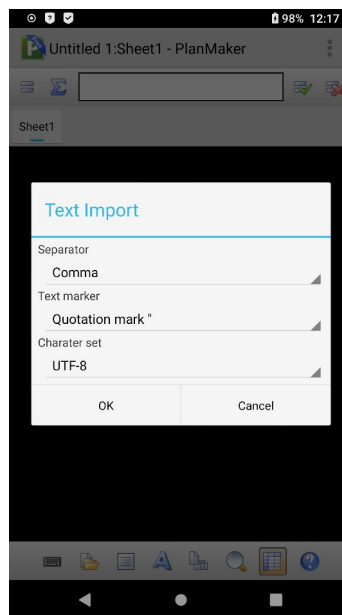 98% 12:17
Untitled 1:Sheet1 - PlanMaker
Sheet1
Text Import
Separator
Comma
Text marker
Quotation mark "
Charater set
UTF-8
OK Cancel